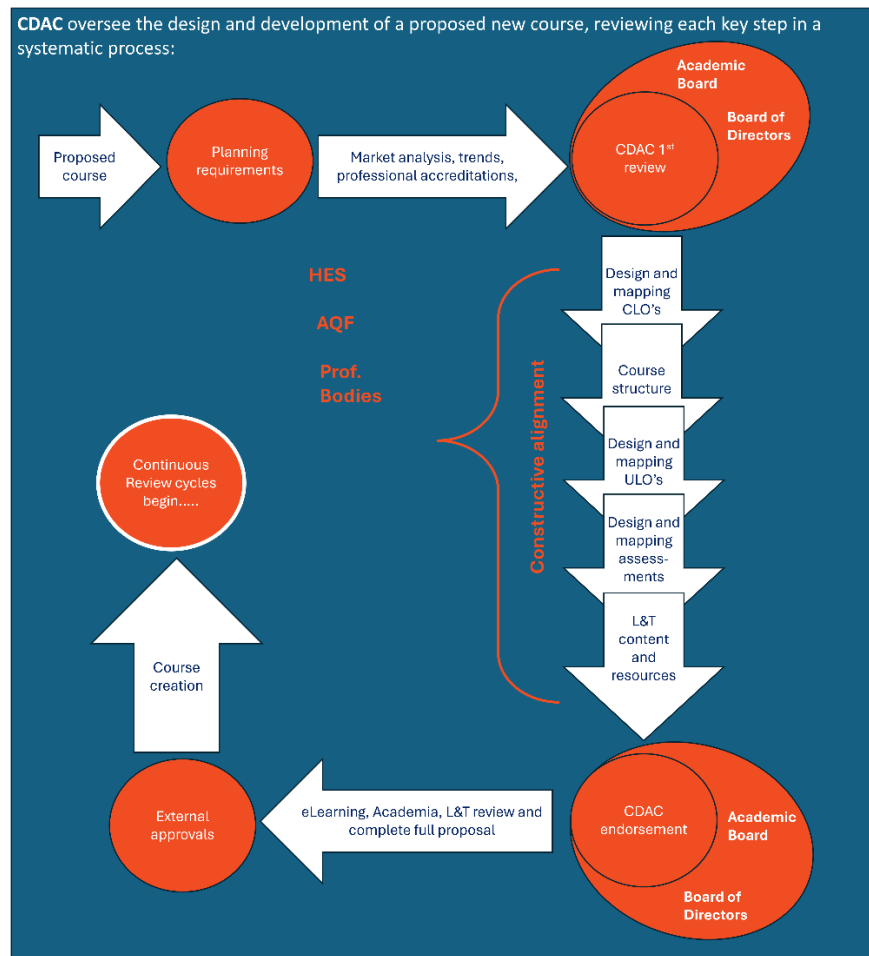 CDAC oversee the design and development of a proposed new course, reviewing each key step in a
systematic process:
Proposed
course
Planning
requirements
Market analysis, trends,
professional accreditations,
CDAC 1st
review
Academic
Board
Board of
Directors
HES
AQF
Prof.
Bodies
Constructive alignment
Design and
mapping
CLO's
Course
structure
Design and
mapping
ULO's
Design and
mapping
assess-
ments
L&T
content
and
resources
CDAC
endorsement
Academic
Board
Board of
Directors
eLearning, Academia, L&T review and
complete full proposal
External
approvals
Course
creation
Continuous
Review cycles
begin.....